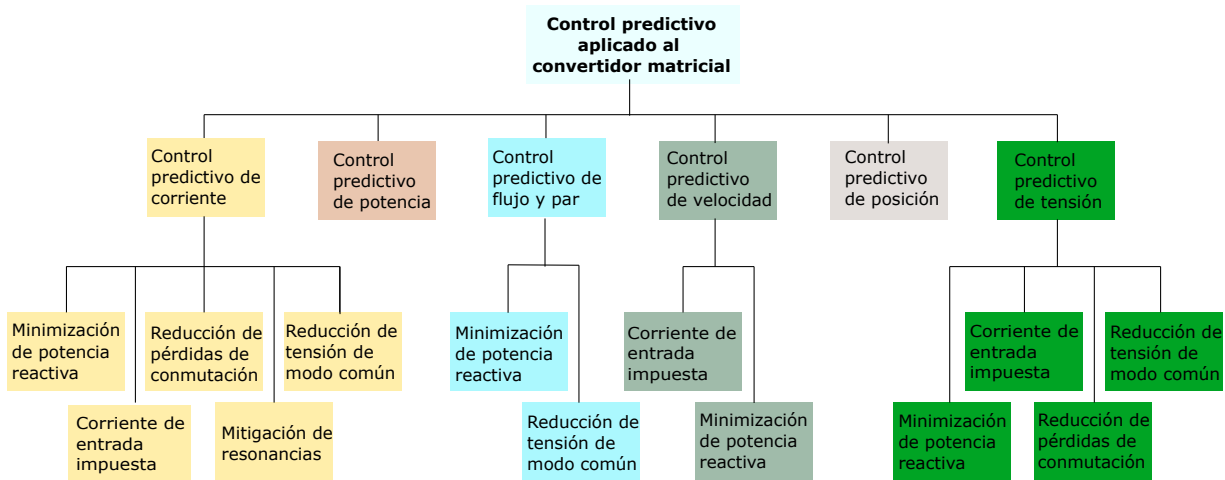 Control predictivo
aplicado al
convertidor matricial
Control
predictivo de
corriente
Control
predictivo
de potencia
Control
predictivo de
flujo y par
Control
predictivo
de velocidad
Control
predictivo
de posición
Control
predictivo
de tensión
Minimización
de potencia
reactiva
Corriente de
entrada
impuesta
Reducción de
pérdidas de
conmutación
Mitigación de
resonancias
Reducción de
tensión de
modo común
Minimización
de potencia
reactiva
Reducción de
tensión de
modo común
Corriente de
entrada
impuesta
Minimización
de potencia
reactiva
Minimización
de potencia
reactiva
Corriente de
entrada
impuesta
Reducción de
pérdidas de
conmutación
Reducción de
tensión de
modo común